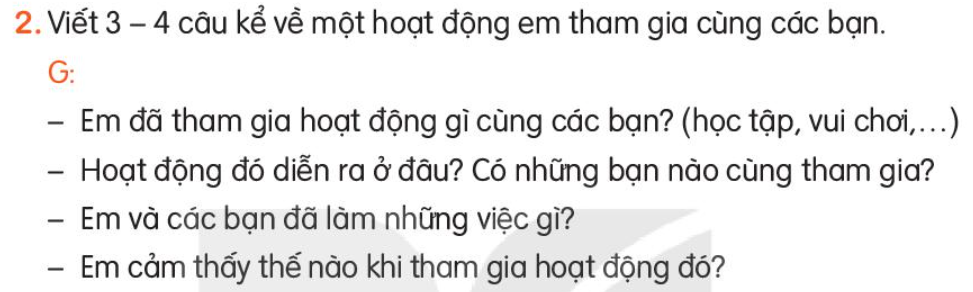 2. Viết 3 – 4 câu kể về một hoạt động em tham gia cùng các bạn.
G:
– Em đã tham gia hoạt động gì cùng các bạn? (học tập, vui chơi,...)
– Hoạt động đó diễn ra ở đâu? Có những bạn nào cùng tham gia?
– Em và các bạn đã làm những việc gì?
– Em cảm thấy thế nào khi tham gia hoạt động đó?